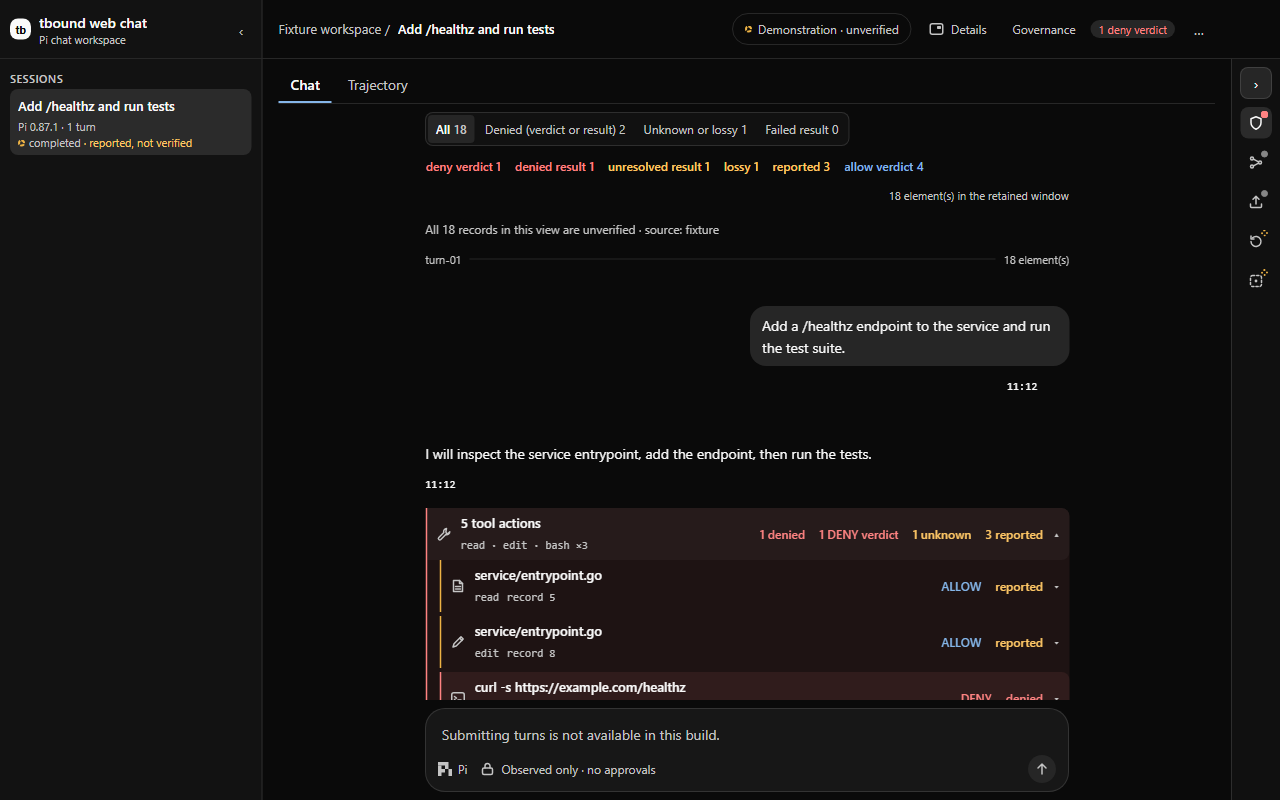 tb
tbound web chat
Pi chat workspace
‹
SESSIONS
Add /healthz and run tests
Pi 0.87.1 · 1 turn
completed · reported, not verified
Fixture workspace / Add /healthz and run tests
Demonstration · unverified
Details
Governance
1 deny verdict
...
Chat
Trajectory
›
All 18
Denied (verdict or result) 2
Unknown or lossy 1
Failed result 0
deny verdict 1
denied result 1
unresolved result 1
lossy 1
reported 3
allow verdict 4
18 element(s) in the retained window
All 18 records in this view are unverified · source: fixture
turn-01
18 element(s)
Add a /healthz endpoint to the service and run
the test suite.
11:12
I will inspect the service entrypoint, add the endpoint, then run the tests.
11:12
5 tool actions
read · edit · bash ×3
1 denied
1 DENY verdict
1 unknown
3 reported
service/entrypoint.go
read record 5
ALLOW
reported
service/entrypoint.go
edit record 8
ALLOW
reported
curl -s https://example.com/healthz
DENY
denied
Submitting turns is not available in this build.
Pi
Observed only · no approvals